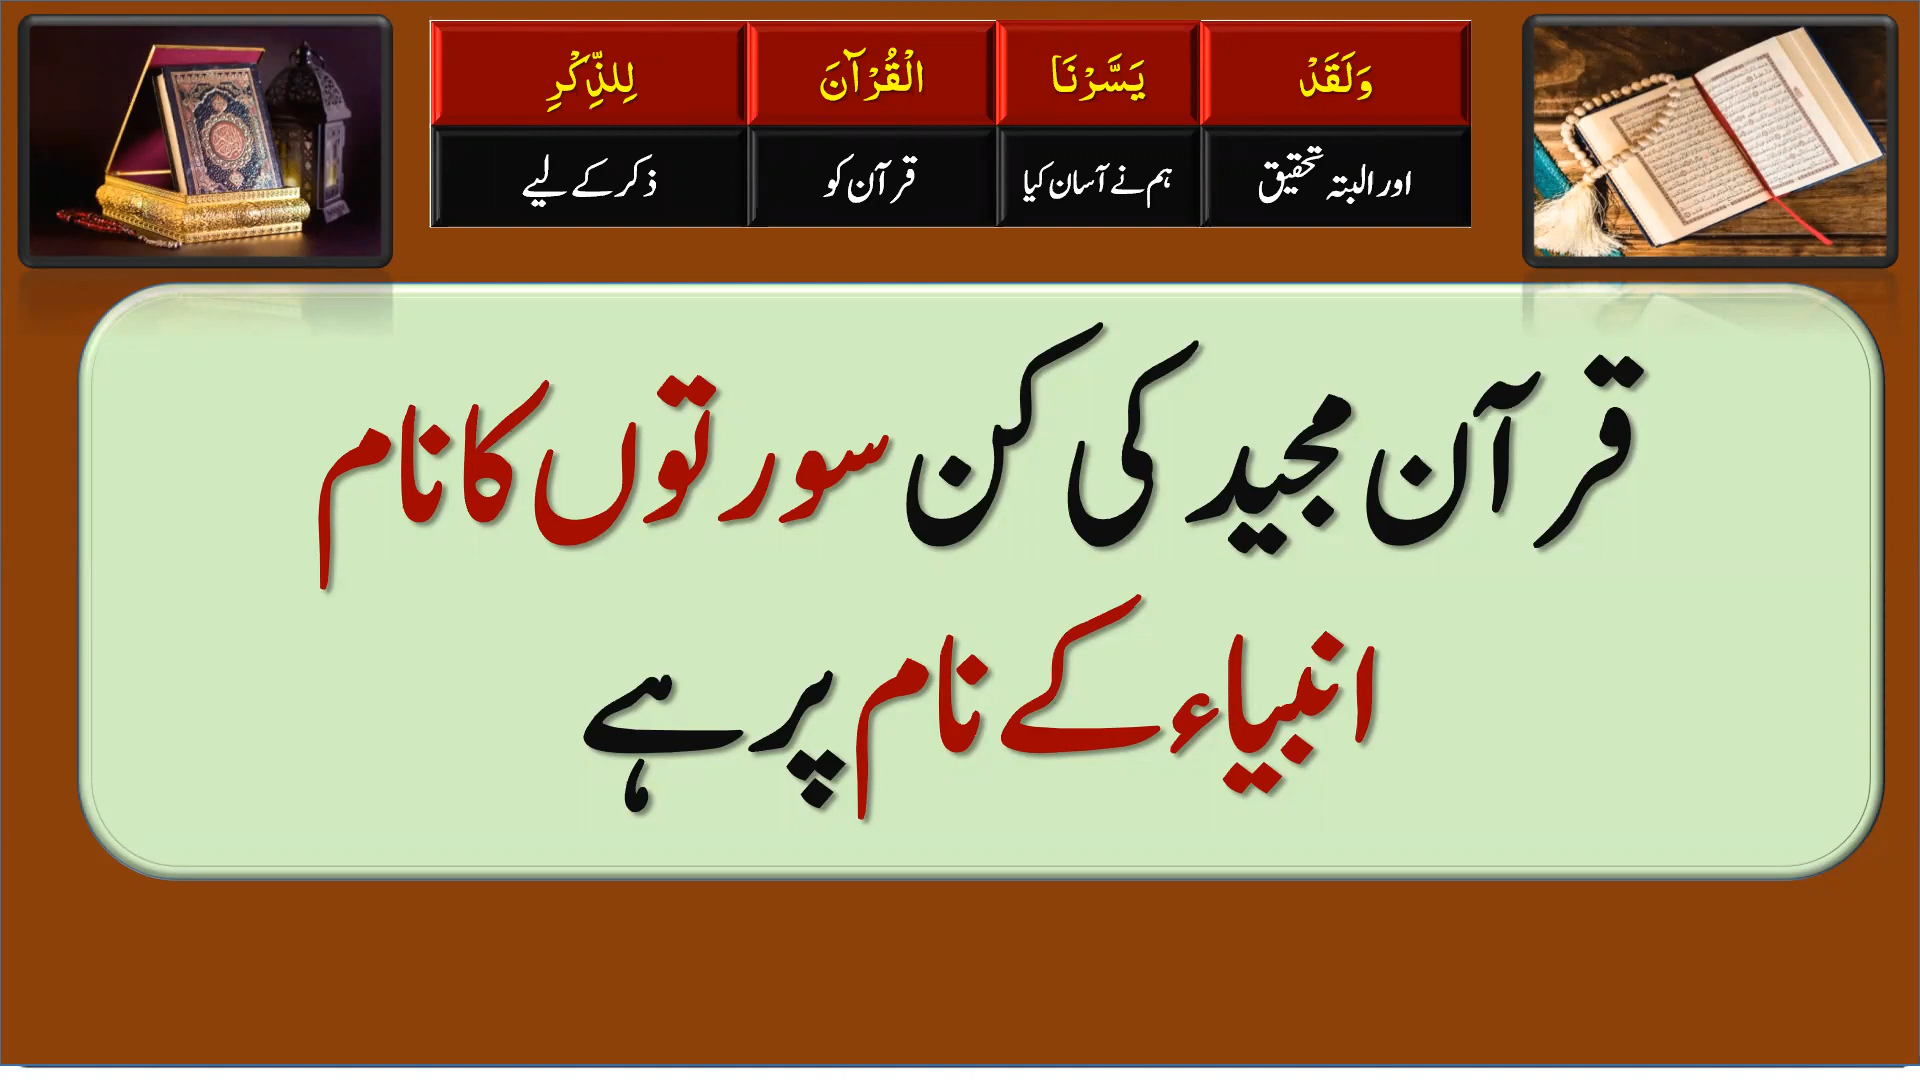 وَلَقَدْ يَسَّرْنَا الْقُرْآنَ لِلذِّكْرِ
اور البتہ تحقیق ہم نے آسان کیا قرآن کو ذکر کے لیے
قرآن مجید کی کن سورتوں کا نام
انبیاء کے نام پر ہے